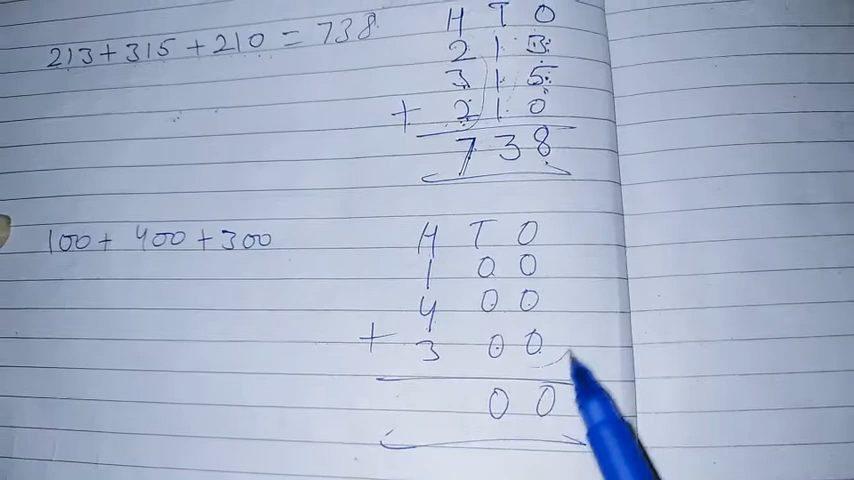 213+315+210 = 738
H T O
2 1 3
3 1 5
+ 2 1 0
7 3 8
100+ 400+300
H T O
1 0 0
4 0 0
+ 3 0 0
0 0